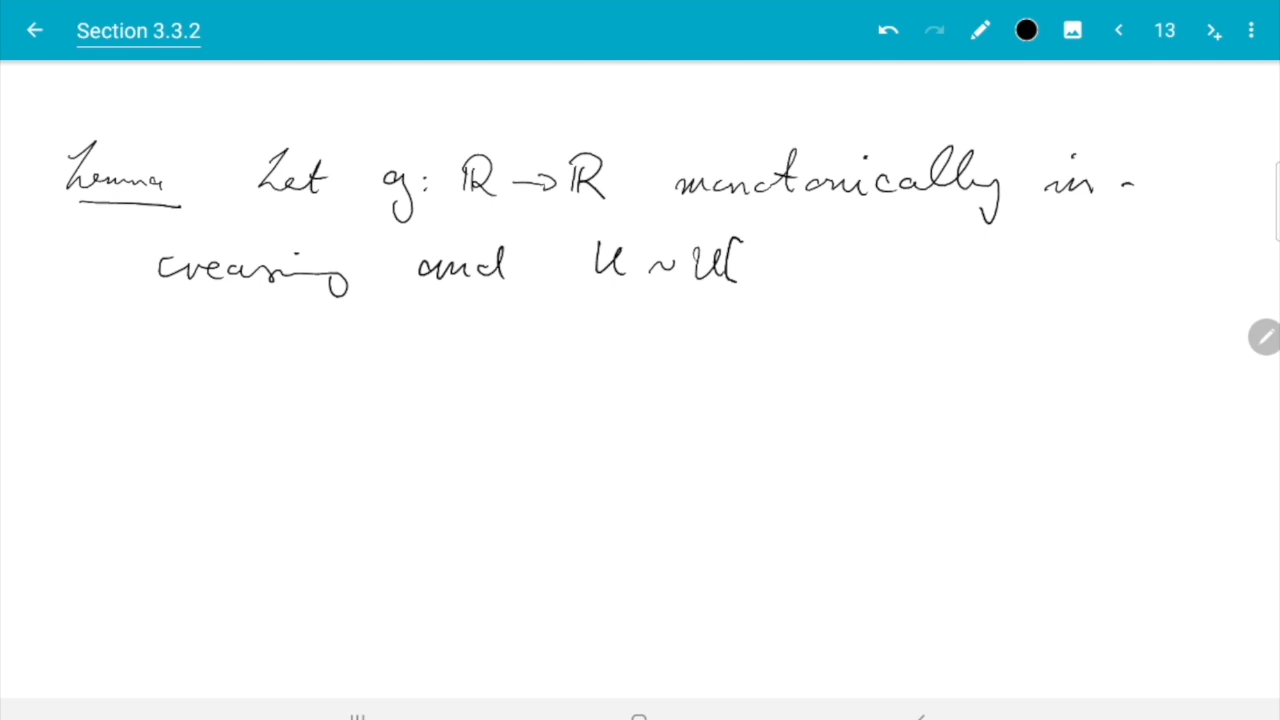 Section 3.3.2
13
Lemma Let g: ℝ → ℝ monotonically in-
creasing and U ~ U[